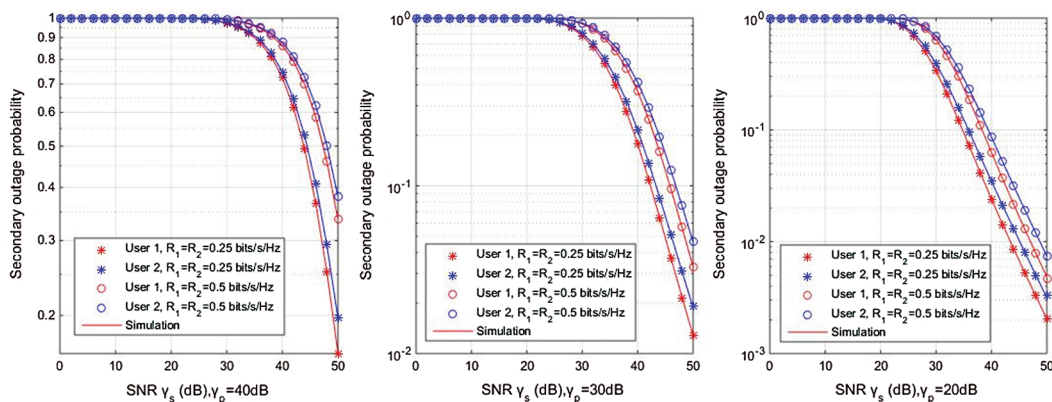 Secondary outage probability
1
0.9
0.8
0.7
0.6
0.5
0.4
0.3
0.2
User 1, R1=R2=0.25 bits/s/Hz
User 2, R1=R2=0.25 bits/s/Hz
User 1, R1=R2=0.5 bits/s/Hz
User 2, R1=R2=0.5 bits/s/Hz
Simulation
0 10 20 30 40 50
SNR γs (dB),γp=40dB
Secondary outage probability
10^0
10^-1
10^-2
User 1, R1=R2=0.25 bits/s/Hz
User 2, R1=R2=0.25 bits/s/Hz
User 1, R1=R2=0.5 bits/s/Hz
User 2, R1=R2=0.5 bits/s/Hz
Simulation
0 10 20 30 40 50
SNR γs (dB),γp=30dB
Secondary outage probability
10^0
10^-1
10^-2
10^-3
User 1, R1=R2=0.25 bits/s/Hz
User 2, R1=R2=0.25 bits/s/Hz
User 1, R1=R2=0.5 bits/s/Hz
User 2, R1=R2=0.5 bits/s/Hz
Simulation
0 10 20 30 40 50
SNR γs (dB),γp=20dB